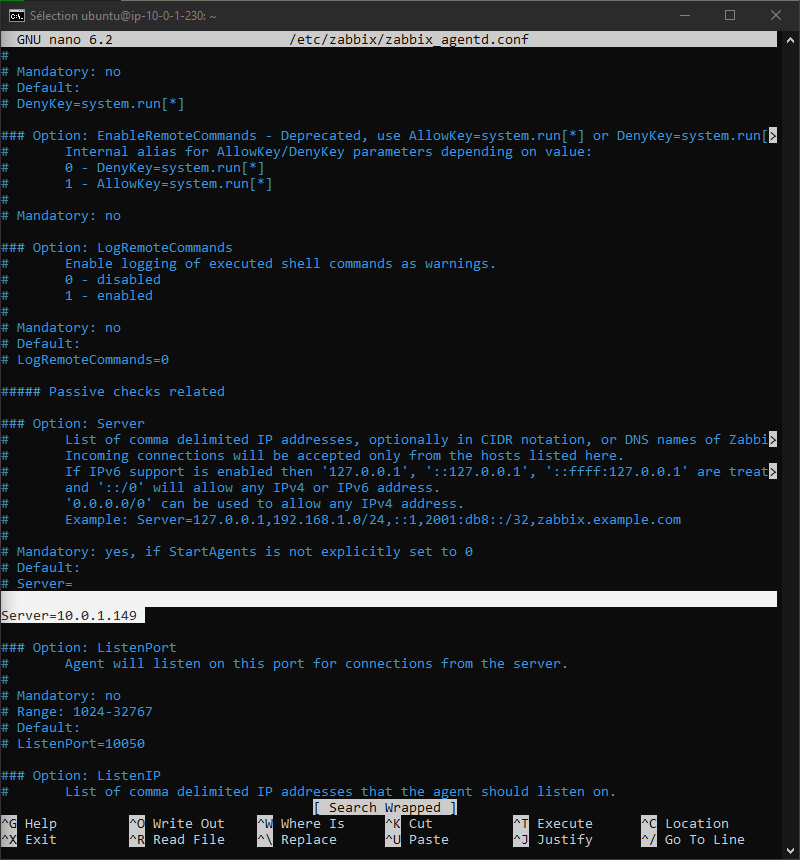 Sélection ubuntu@ip-10-0-1-230: ~
GNU nano 6.2 /etc/zabbix/zabbix_agentd.conf
#
# Mandatory: no
# Default:
# DenyKey=system.run[*]
### Option: EnableRemoteCommands - Deprecated, use AllowKey=system.run[*] or DenyKey=system.run[>
#       Internal alias for AllowKey/DenyKey parameters depending on value:
#       0 - DenyKey=system.run[*]
#       1 - AllowKey=system.run[*]
#
# Mandatory: no
### Option: LogRemoteCommands
#       Enable logging of executed shell commands as warnings.
#       0 - disabled
#       1 - enabled
#
# Mandatory: no
# Default:
# LogRemoteCommands=0
##### Passive checks related
### Option: Server
#       List of comma delimited IP addresses, optionally in CIDR notation, or DNS names of Zabbi>
#       Incoming connections will be accepted only from the hosts listed here.
#       If IPv6 support is enabled then '127.0.0.1', '::127.0.0.1', '::ffff:127.0.0.1' are treat>
#       and '::/0' will allow any IPv4 or IPv6 address.
#       '0.0.0.0/0' can be used to allow any IPv4 address.
#       Example: Server=127.0.0.1,192.168.1.0/24,::1,2001:db8::/32,zabbix.example.com
#
# Mandatory: yes, if StartAgents is not explicitly set to 0
# Default:
# Server=
Server=10.0.1.149
### Option: ListenPort
#       Agent will listen on this port for connections from the server.
#
# Mandatory: no
# Range: 1024-32767
# Default:
# ListenPort=10050
### Option: ListenIP
#       List of comma delimited IP addresses that the agent should listen on.
[ Search Wrapped ]
^G Help ^O Write Out ^W Where Is ^K Cut ^T Execute ^C Location
^X Exit ^R Read File ^\ Replace ^U Paste ^J Justify ^/ Go To Line